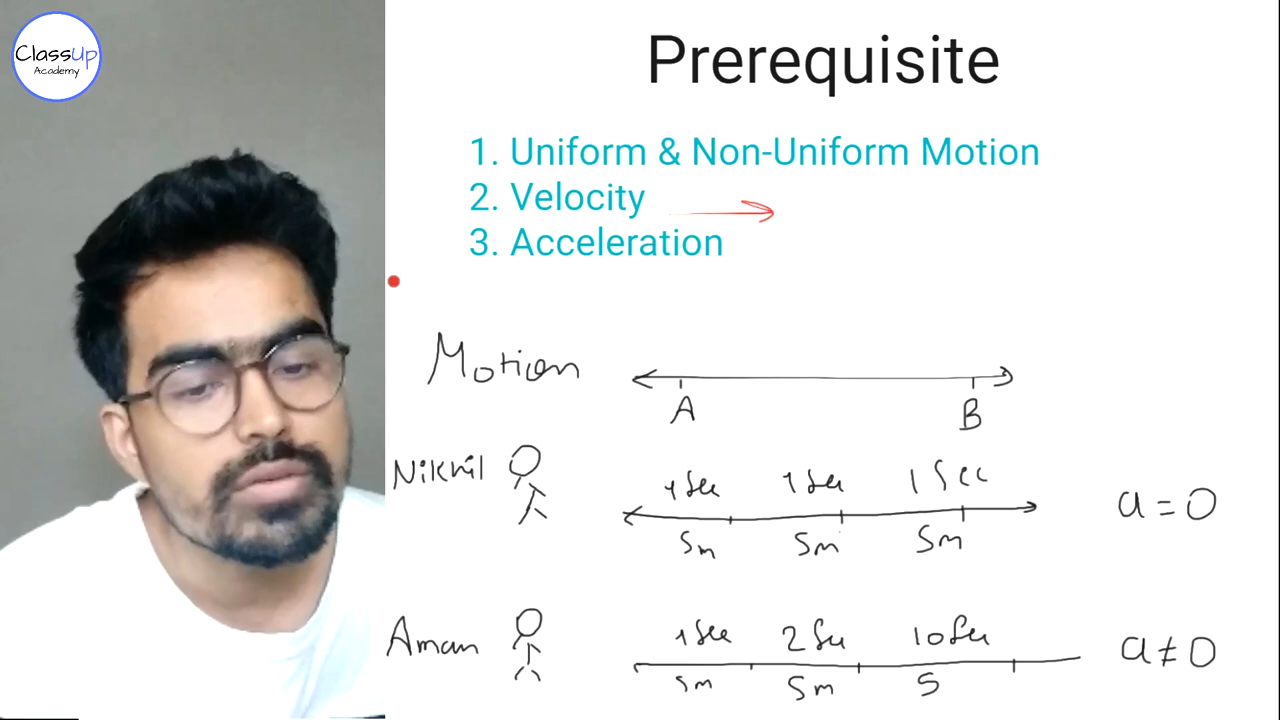 ClassUp
Academy
Prerequisite
1. Uniform & Non-Uniform Motion
2. Velocity
3. Acceleration
Motion
A B
Nikhil
1 Sec 1 Sec 1 Sec
5m 5m 5m
a = 0
Aman
1 Sec 2 Sec 10 Sec
5m 5m 5
a ≠ 0